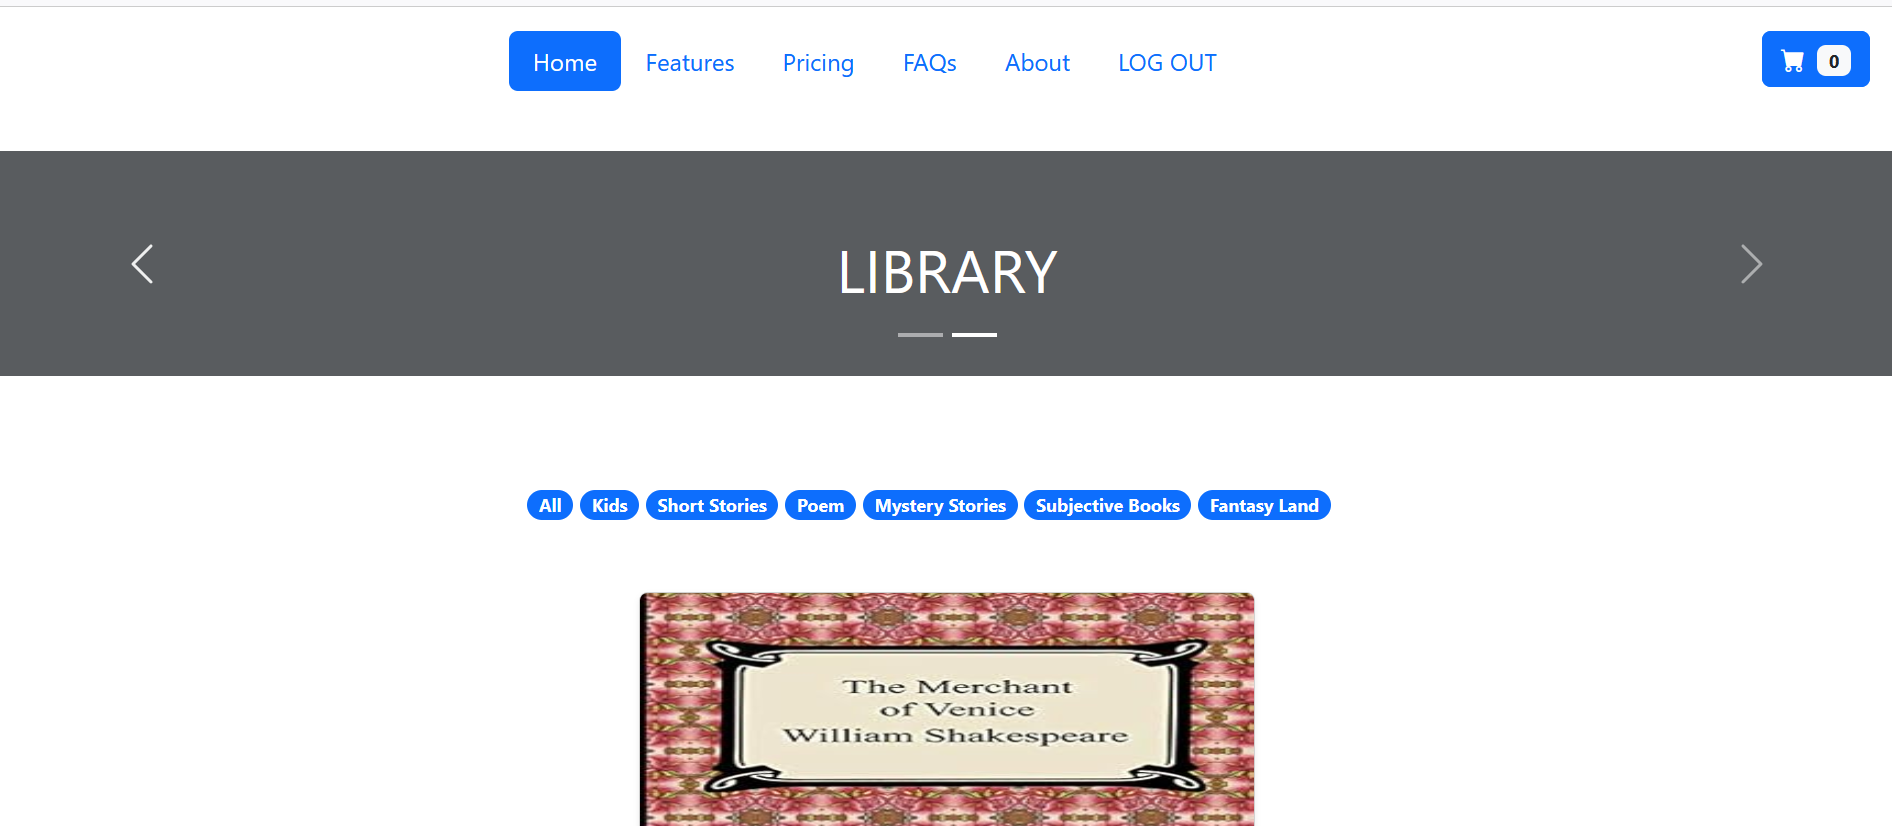 Home Features Pricing FAQs About LOG OUT 0
LIBRARY
All Kids Short Stories Poem Mystery Stories Subjective Books Fantasy Land
The Merchant
of Venice
William Shakespeare